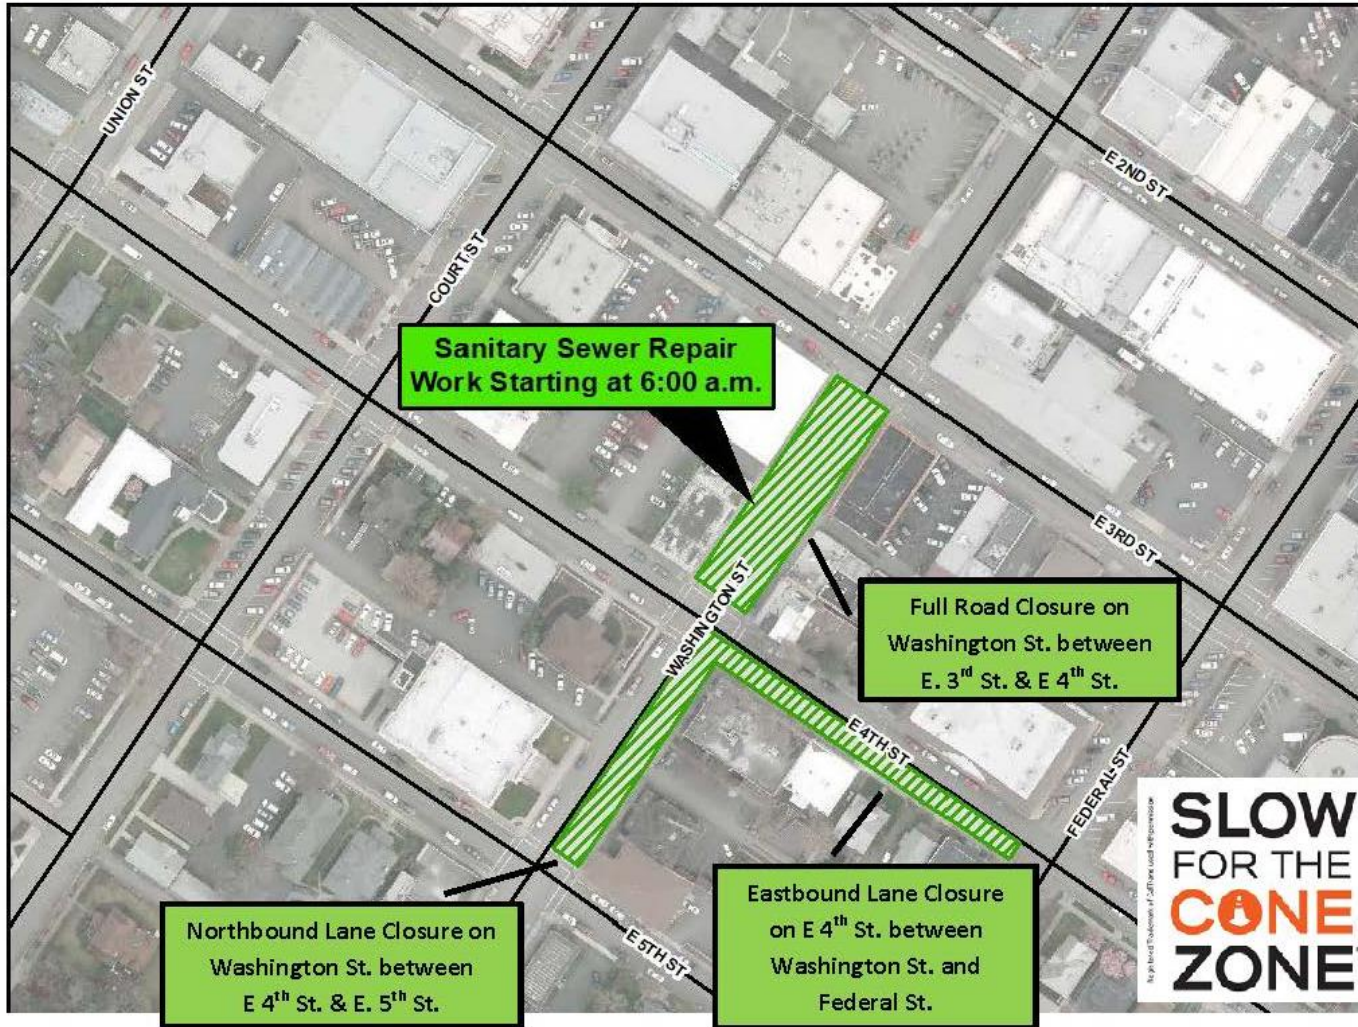 UNION ST
COURT ST
E 2ND ST
Sanitary Sewer Repair
Work Starting at 6:00 a.m.
E 3RD ST
WASHINGTON ST
Full Road Closure on
Washington St. between
E. 3rd St. & E 4th St.
E 4TH ST
FEDERAL ST
Northbound Lane Closure on
Washington St. between
E 4th St. & E. 5th St.
E 5TH ST
Eastbound Lane Closure
on E 4th St. between
Washington St. and
Federal St.
SLOW
FOR THE
CONE
ZONE